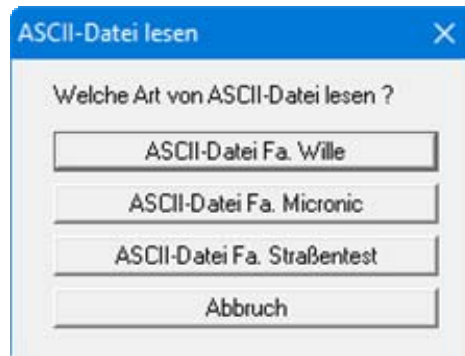 ASCII-Datei lesen
Welche Art von ASCII-Datei lesen ?
ASCII-Datei Fa. Wille
ASCII-Datei Fa. Micronic
ASCII-Datei Fa. Straßentest
Abbruch